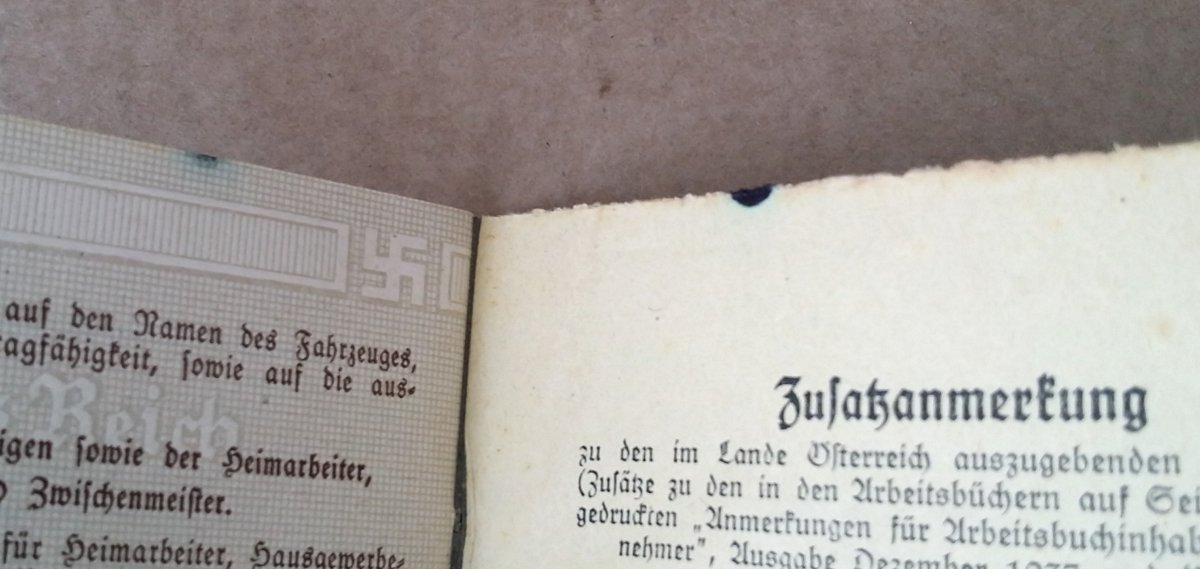 auf den Namen des Fahrzeuges,
agfähigkeit, sowie auf die aus-
Reich
igen sowie der Heimarbeiter,
Zwischenmeister.
für Heimarbeiter, Hausgewerbe-
Zusatzanmerkung
zu den im Lande Österreich auszugebenden
(Zusätze zu den in den Arbeitsbüchern auf Sei
gedruckten „Anmerkungen für Arbeitsbuchinhab
nehmer", Ausgabe Dezember 1937